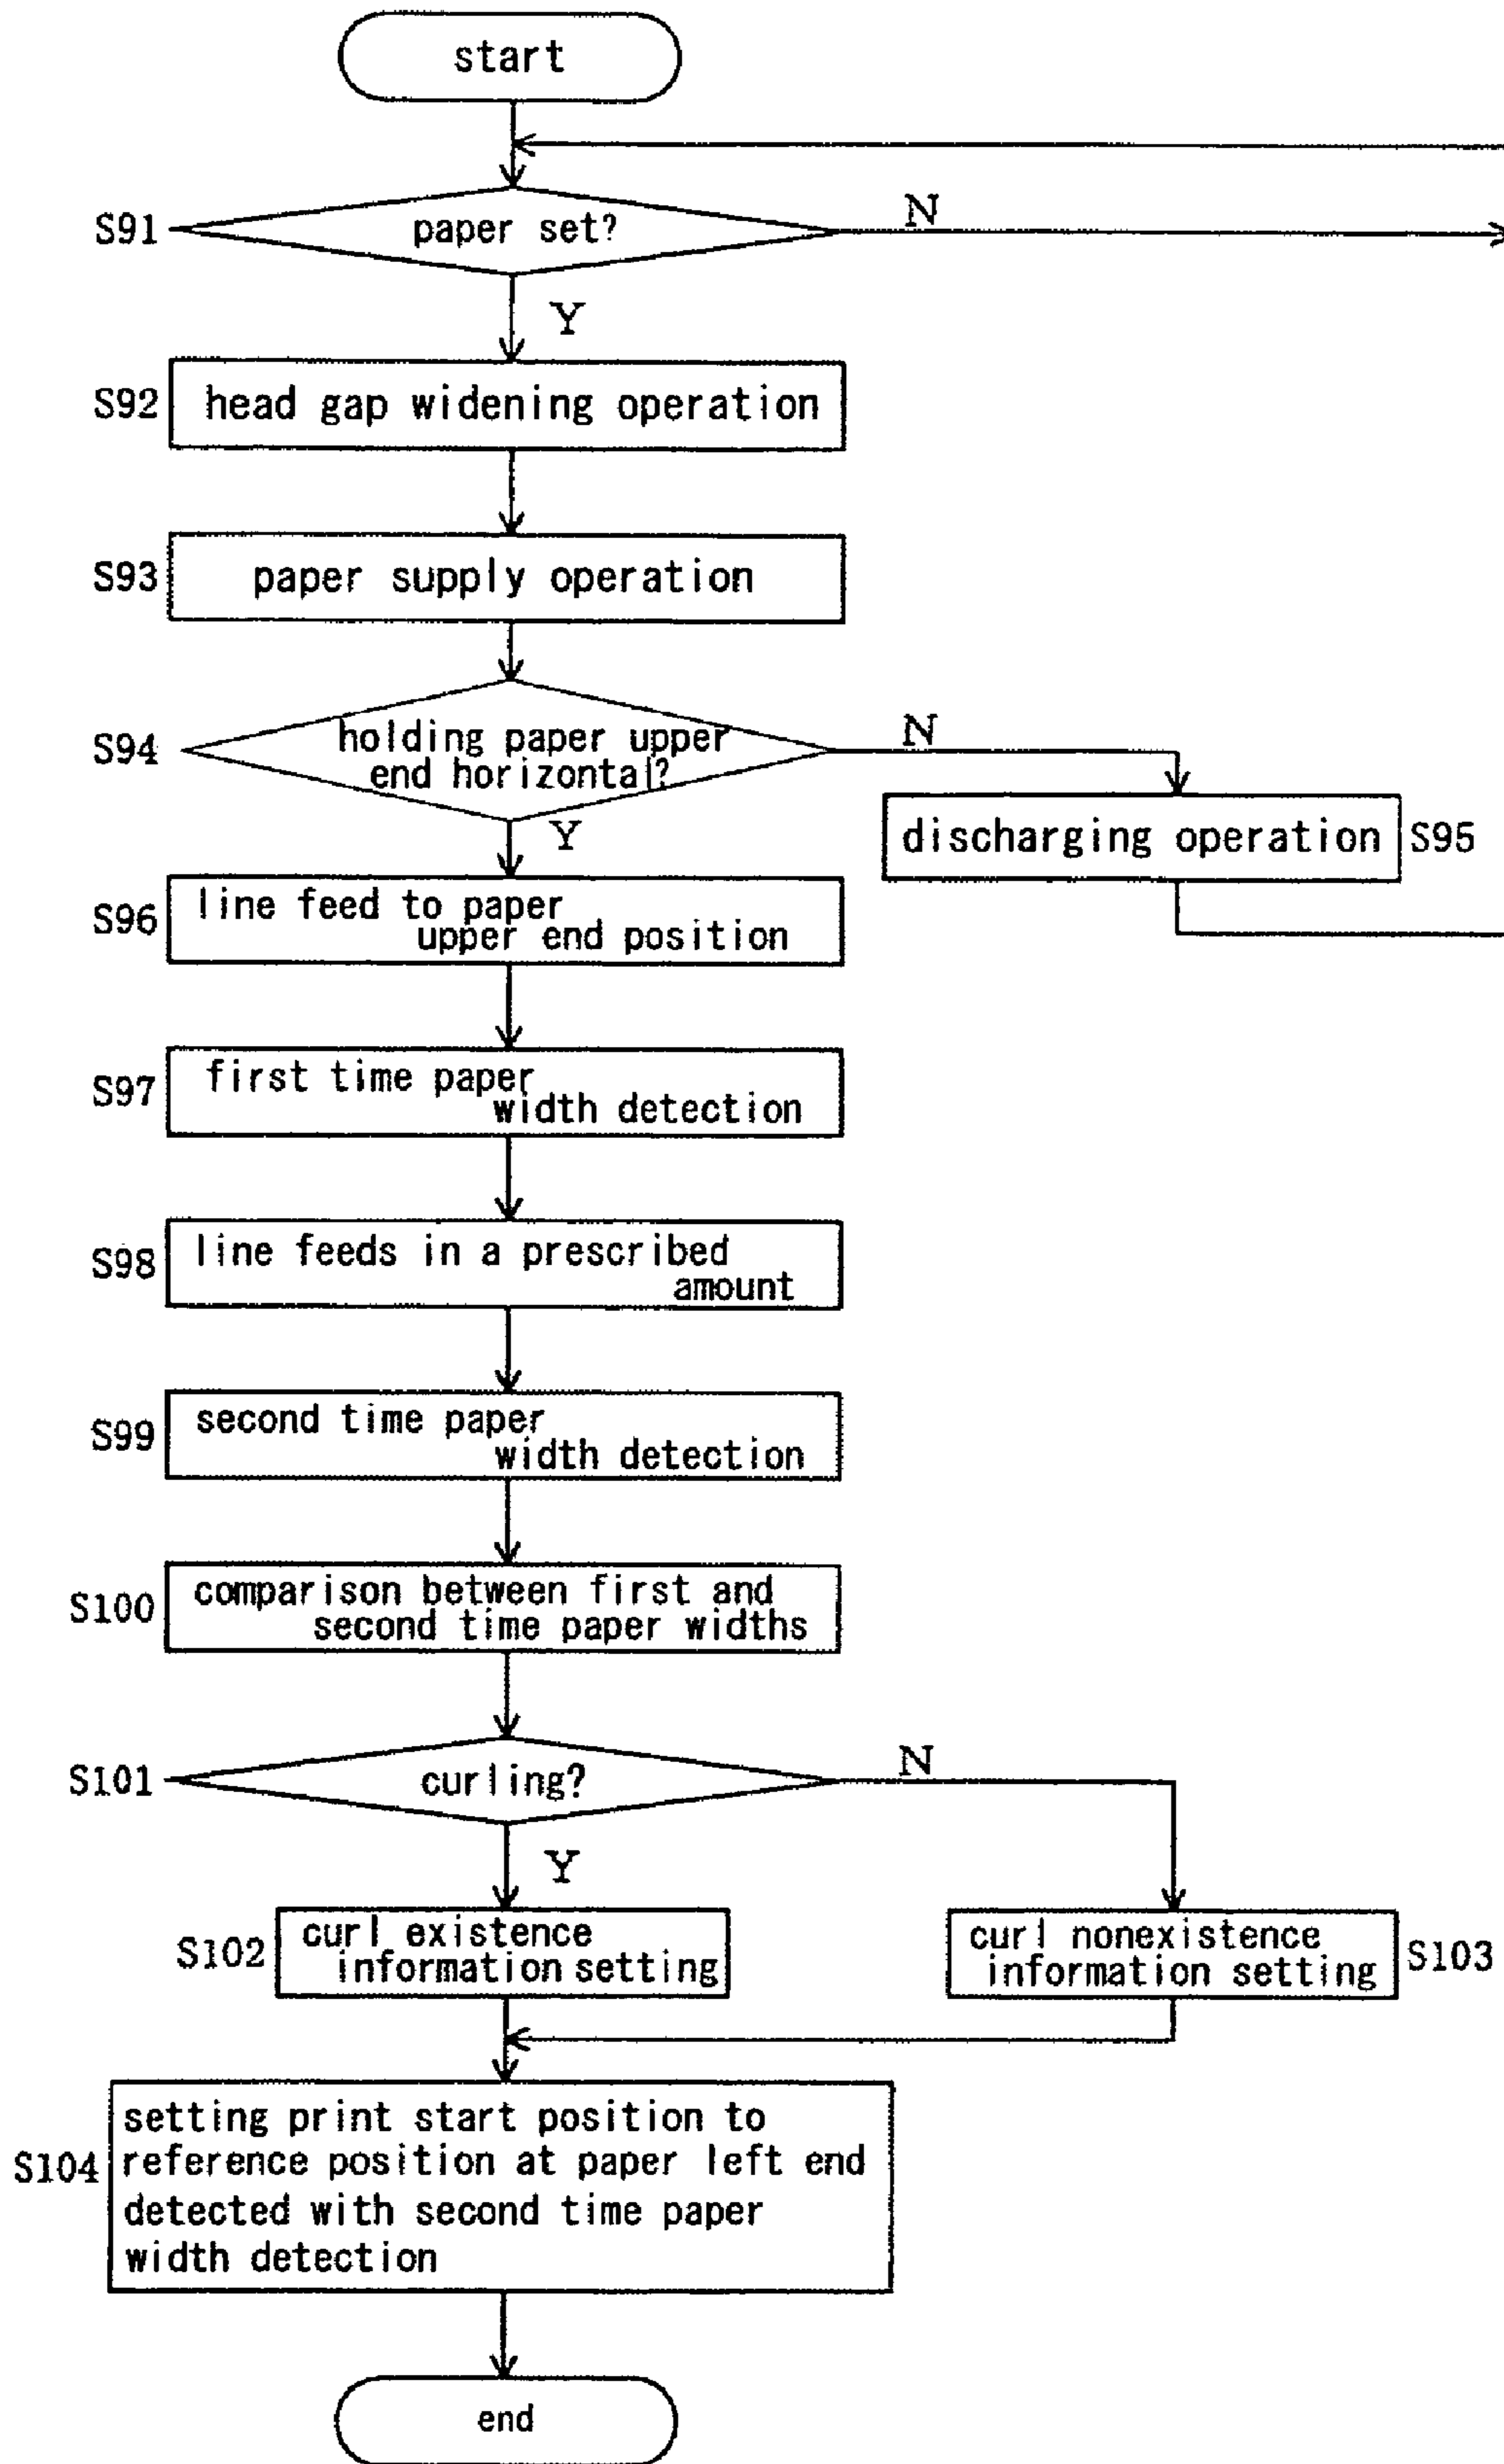 start
S91
paper set?
N
Y
S92
head gap widening operation
S93
paper supply operation
S94
holding paper upper
end horizontal?
N
Y
discharging operation
S95
S96
line feed to paper
upper end position
S97
first time paper
width detection
S98
line feeds in a prescribed
amount
S99
second time paper
width detection
S100
comparison between first and
second time paper widths
S101
curling?
N
Y
S102
curl existence
information setting
curl nonexistence
information setting
S103
S104
setting print start position to
reference position at paper left end
detected with second time paper
width detection
end